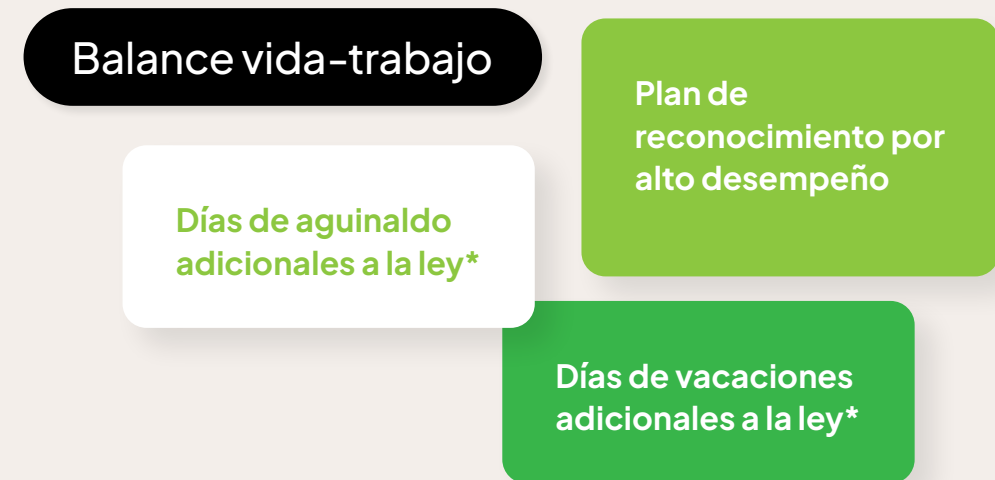 Balance vida-trabajo
Plan de
reconocimiento por
alto desempeño
Días de aguinaldo
adicionales a la ley*
Días de vacaciones
adicionales a la ley*